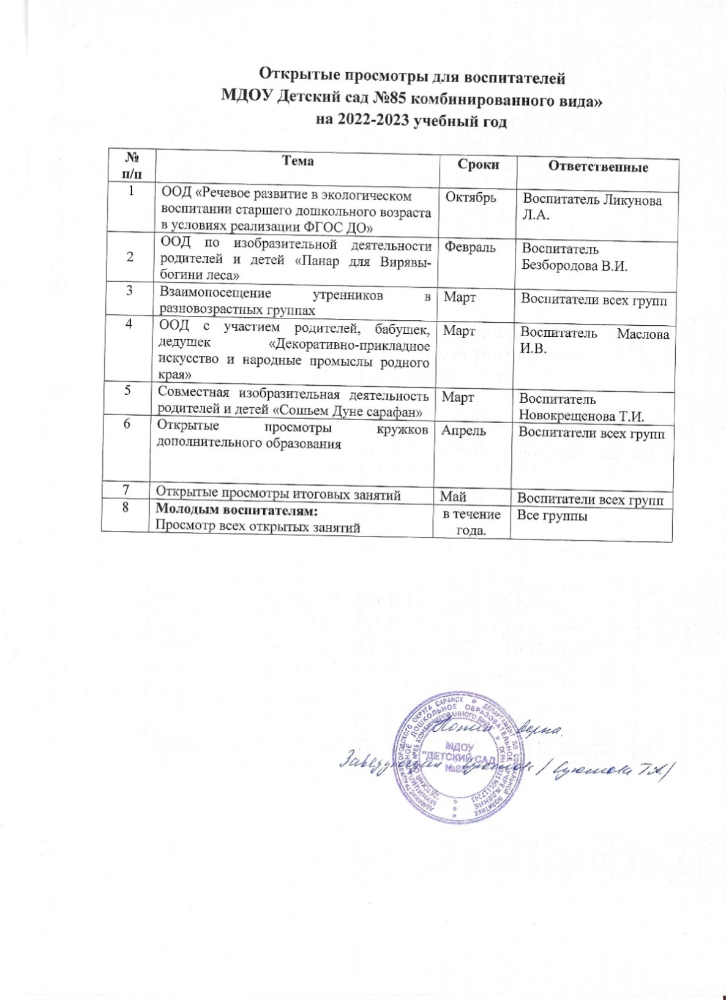 Открытые просмотры для воспитателей
МДОУ Детский сад №85 комбинированного вида»
на 2022-2023 учебный год
№ п/п Тема Сроки Ответственные
1 ООД «Речевое развитие в экологическом Октябрь Воспитатель Ликунова
воспитании старшего дошкольного возраста Л.А.
в условиях реализации ФГОС ДО»
2 ООД по изобразительной деятельности Февраль Воспитатель
родителей и детей «Панар для Вирявы- Безбородова В.И.
богини леса»
3 Взаимопосещение утренников в Март Воспитатели всех групп
разновозрастных группах
4 ООД с участием родителей, бабушек, Март Воспитатель Маслова
дедушек «Декоративно-прикладное И.В.
искусство и народные промыслы родного
края»
5 Совместная изобразительная деятельность Март Воспитатель
родителей и детей «Сошьем Дуне сарафан» Новокрещенова Т.И.
6 Открытые просмотры кружков Апрель Воспитатели всех групп
дополнительного образования
7 Открытые просмотры итоговых занятий Май Воспитатели всех групп
8 Молодым воспитателям: в течение Все группы
Просмотр всех открытых занятий года.
Копия верна.
Заведующая / Сюмова Т.А./
АДМИНИСТРАЦИЯ ГОРОДСКОГО ОКРУГА САРАНСК * ДЕПАРТАМЕНТ ПО СОЦИАЛЬНОЙ ПОЛИТИКЕ
МУНИЦИПАЛЬНОЕ ДОШКОЛЬНОЕ ОБРАЗОВАТЕЛЬНОЕ УЧРЕЖДЕНИЕ
"ДЕТСКИЙ САД №85 КОМБИНИРОВАННОГО ВИДА" * ОГРН
МДОУ
"ДЕТСКИЙ САД
№85"